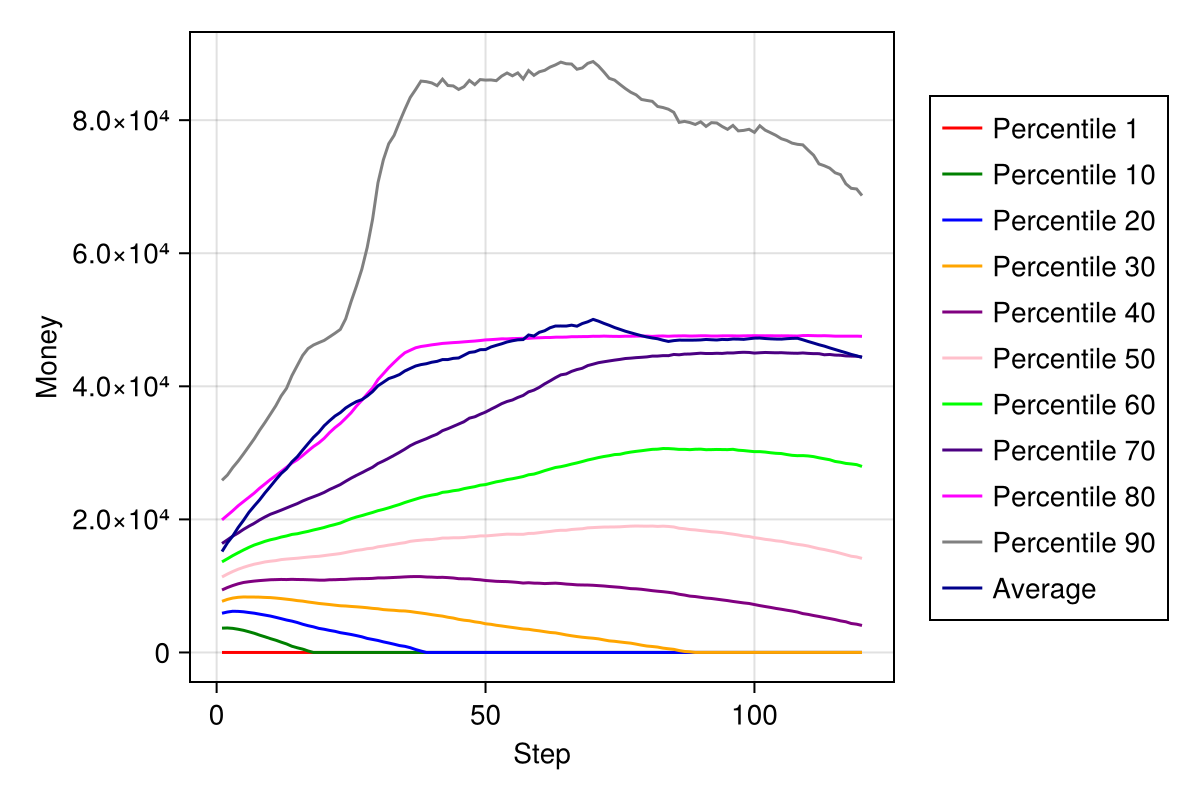 8.0×10⁴
6.0×10⁴
4.0×10⁴
2.0×10⁴
0
Money
0 50 100
Step
Percentile 1
Percentile 10
Percentile 20
Percentile 30
Percentile 40
Percentile 50
Percentile 60
Percentile 70
Percentile 80
Percentile 90
Average